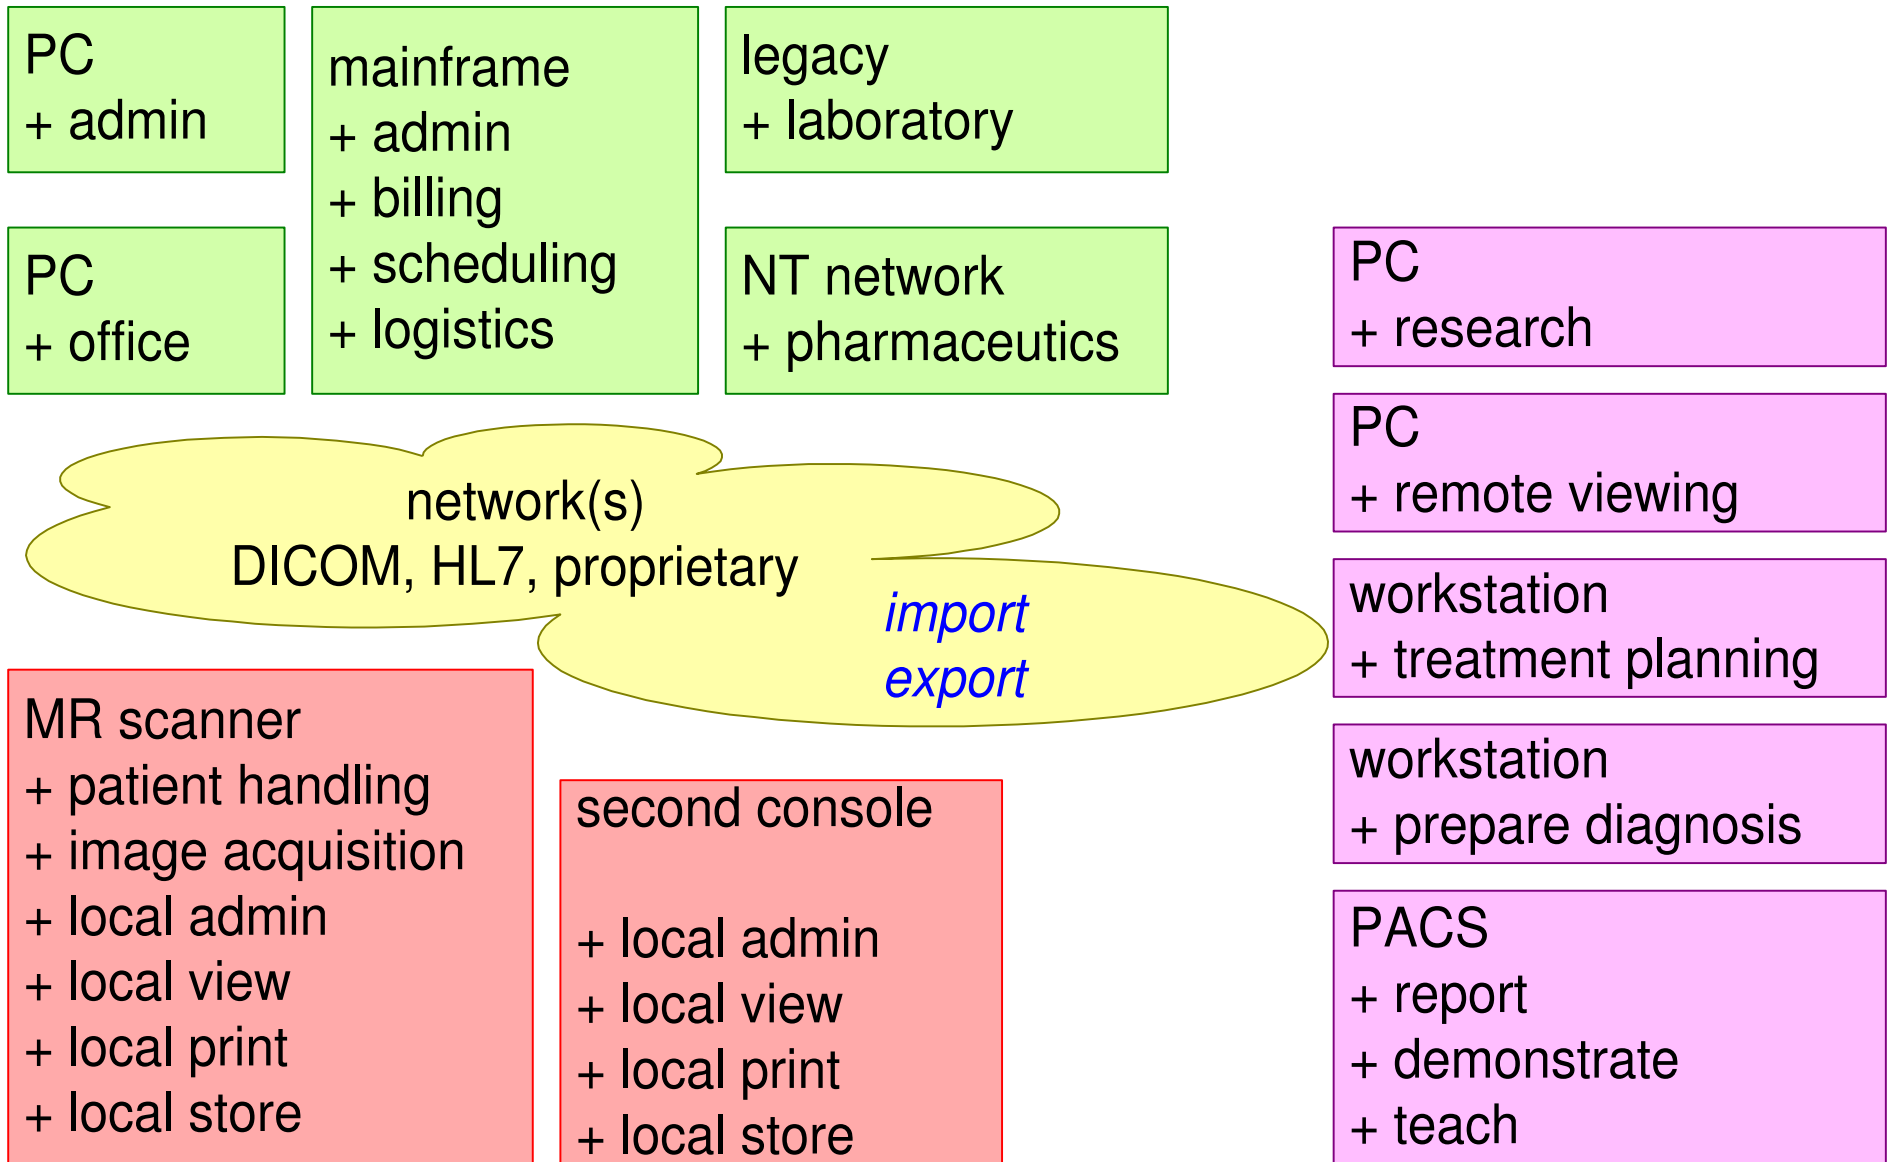 PC
+ admin
mainframe
+ admin
+ billing
+ scheduling
+ logistics
legacy
+ laboratory
PC
+ office
NT network
+ pharmaceutics
network(s)
DICOM, HL7, proprietary
import
export
MR scanner
+ patient handling
+ image acquisition
+ local admin
+ local view
+ local print
+ local store
second console
+ local admin
+ local view
+ local print
+ local store
PC
+ research
PC
+ remote viewing
workstation
+ treatment planning
workstation
+ prepare diagnosis
PACS
+ report
+ demonstrate
+ teach